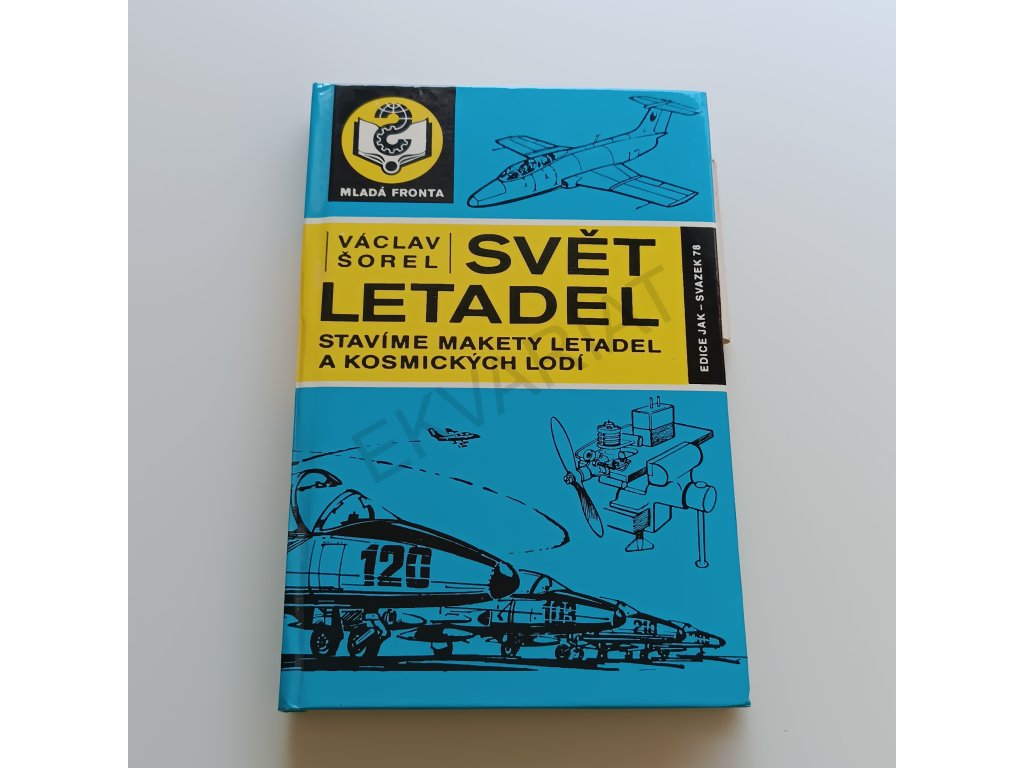 MLADÁ FRONTA
VÁCLAV
ŠOREL
SVĚT
LETADEL
STAVÍME MAKETY LETADEL
A KOSMICKÝCH LODÍ
EDICE JAK – SVAZEK 78
EKVARIAT
120